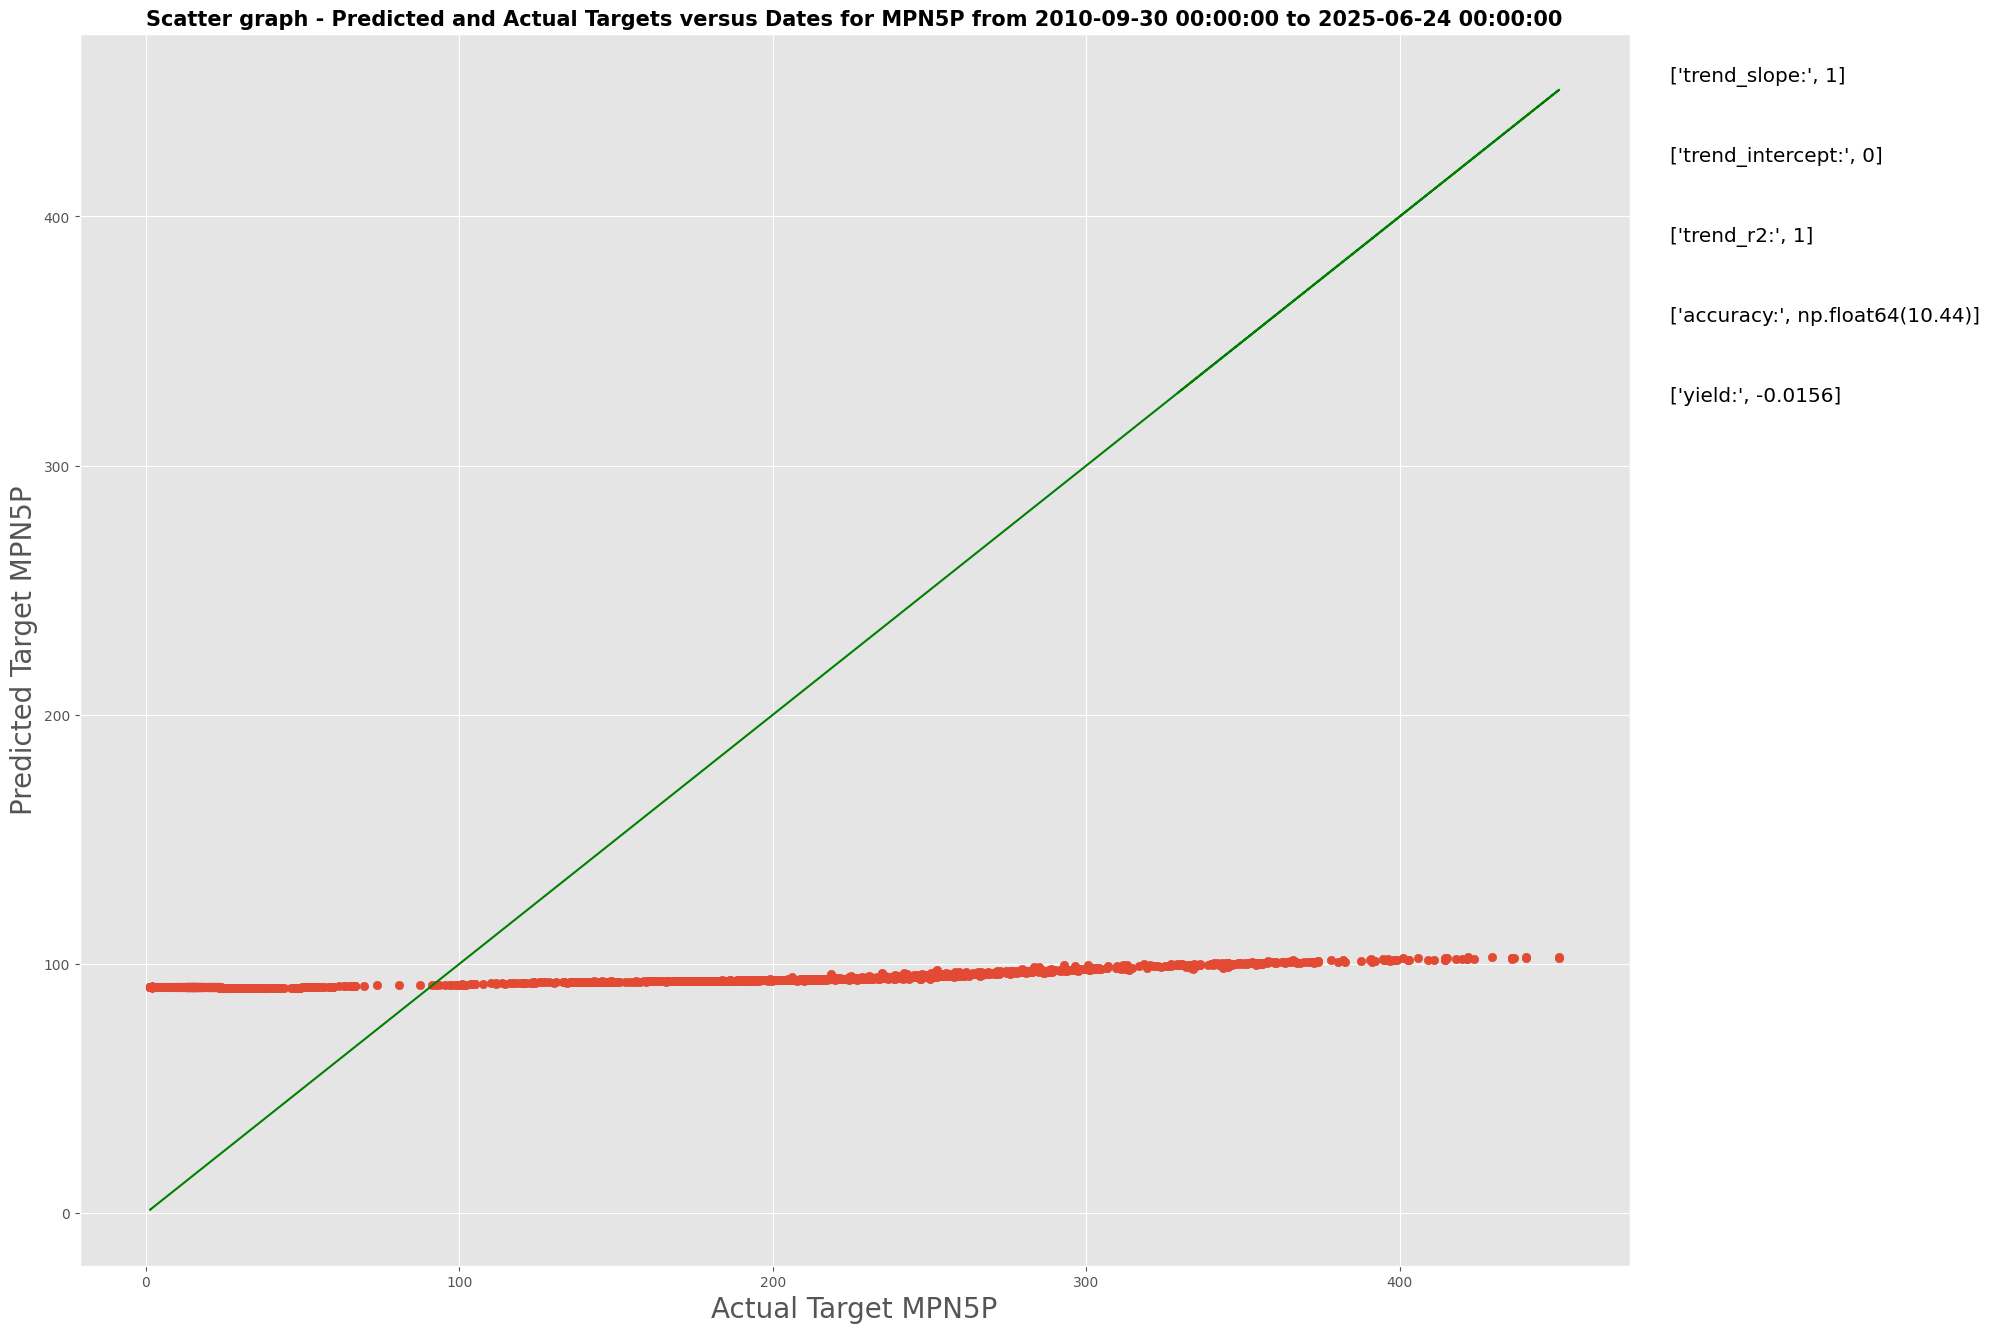 Scatter graph - Predicted and Actual Targets versus Dates for MPN5P from 2010-09-30 00:00:00 to 2025-06-24 00:00:00
['trend_slope:', 1]
['trend_intercept:', 0]
['trend_r2:', 1]
['accuracy:', np.float64(10.44)]
['yield:', -0.0156]
Predicted Target MPN5P
400
300
200
100
0
0 100 200 300 400
Actual Target MPN5P